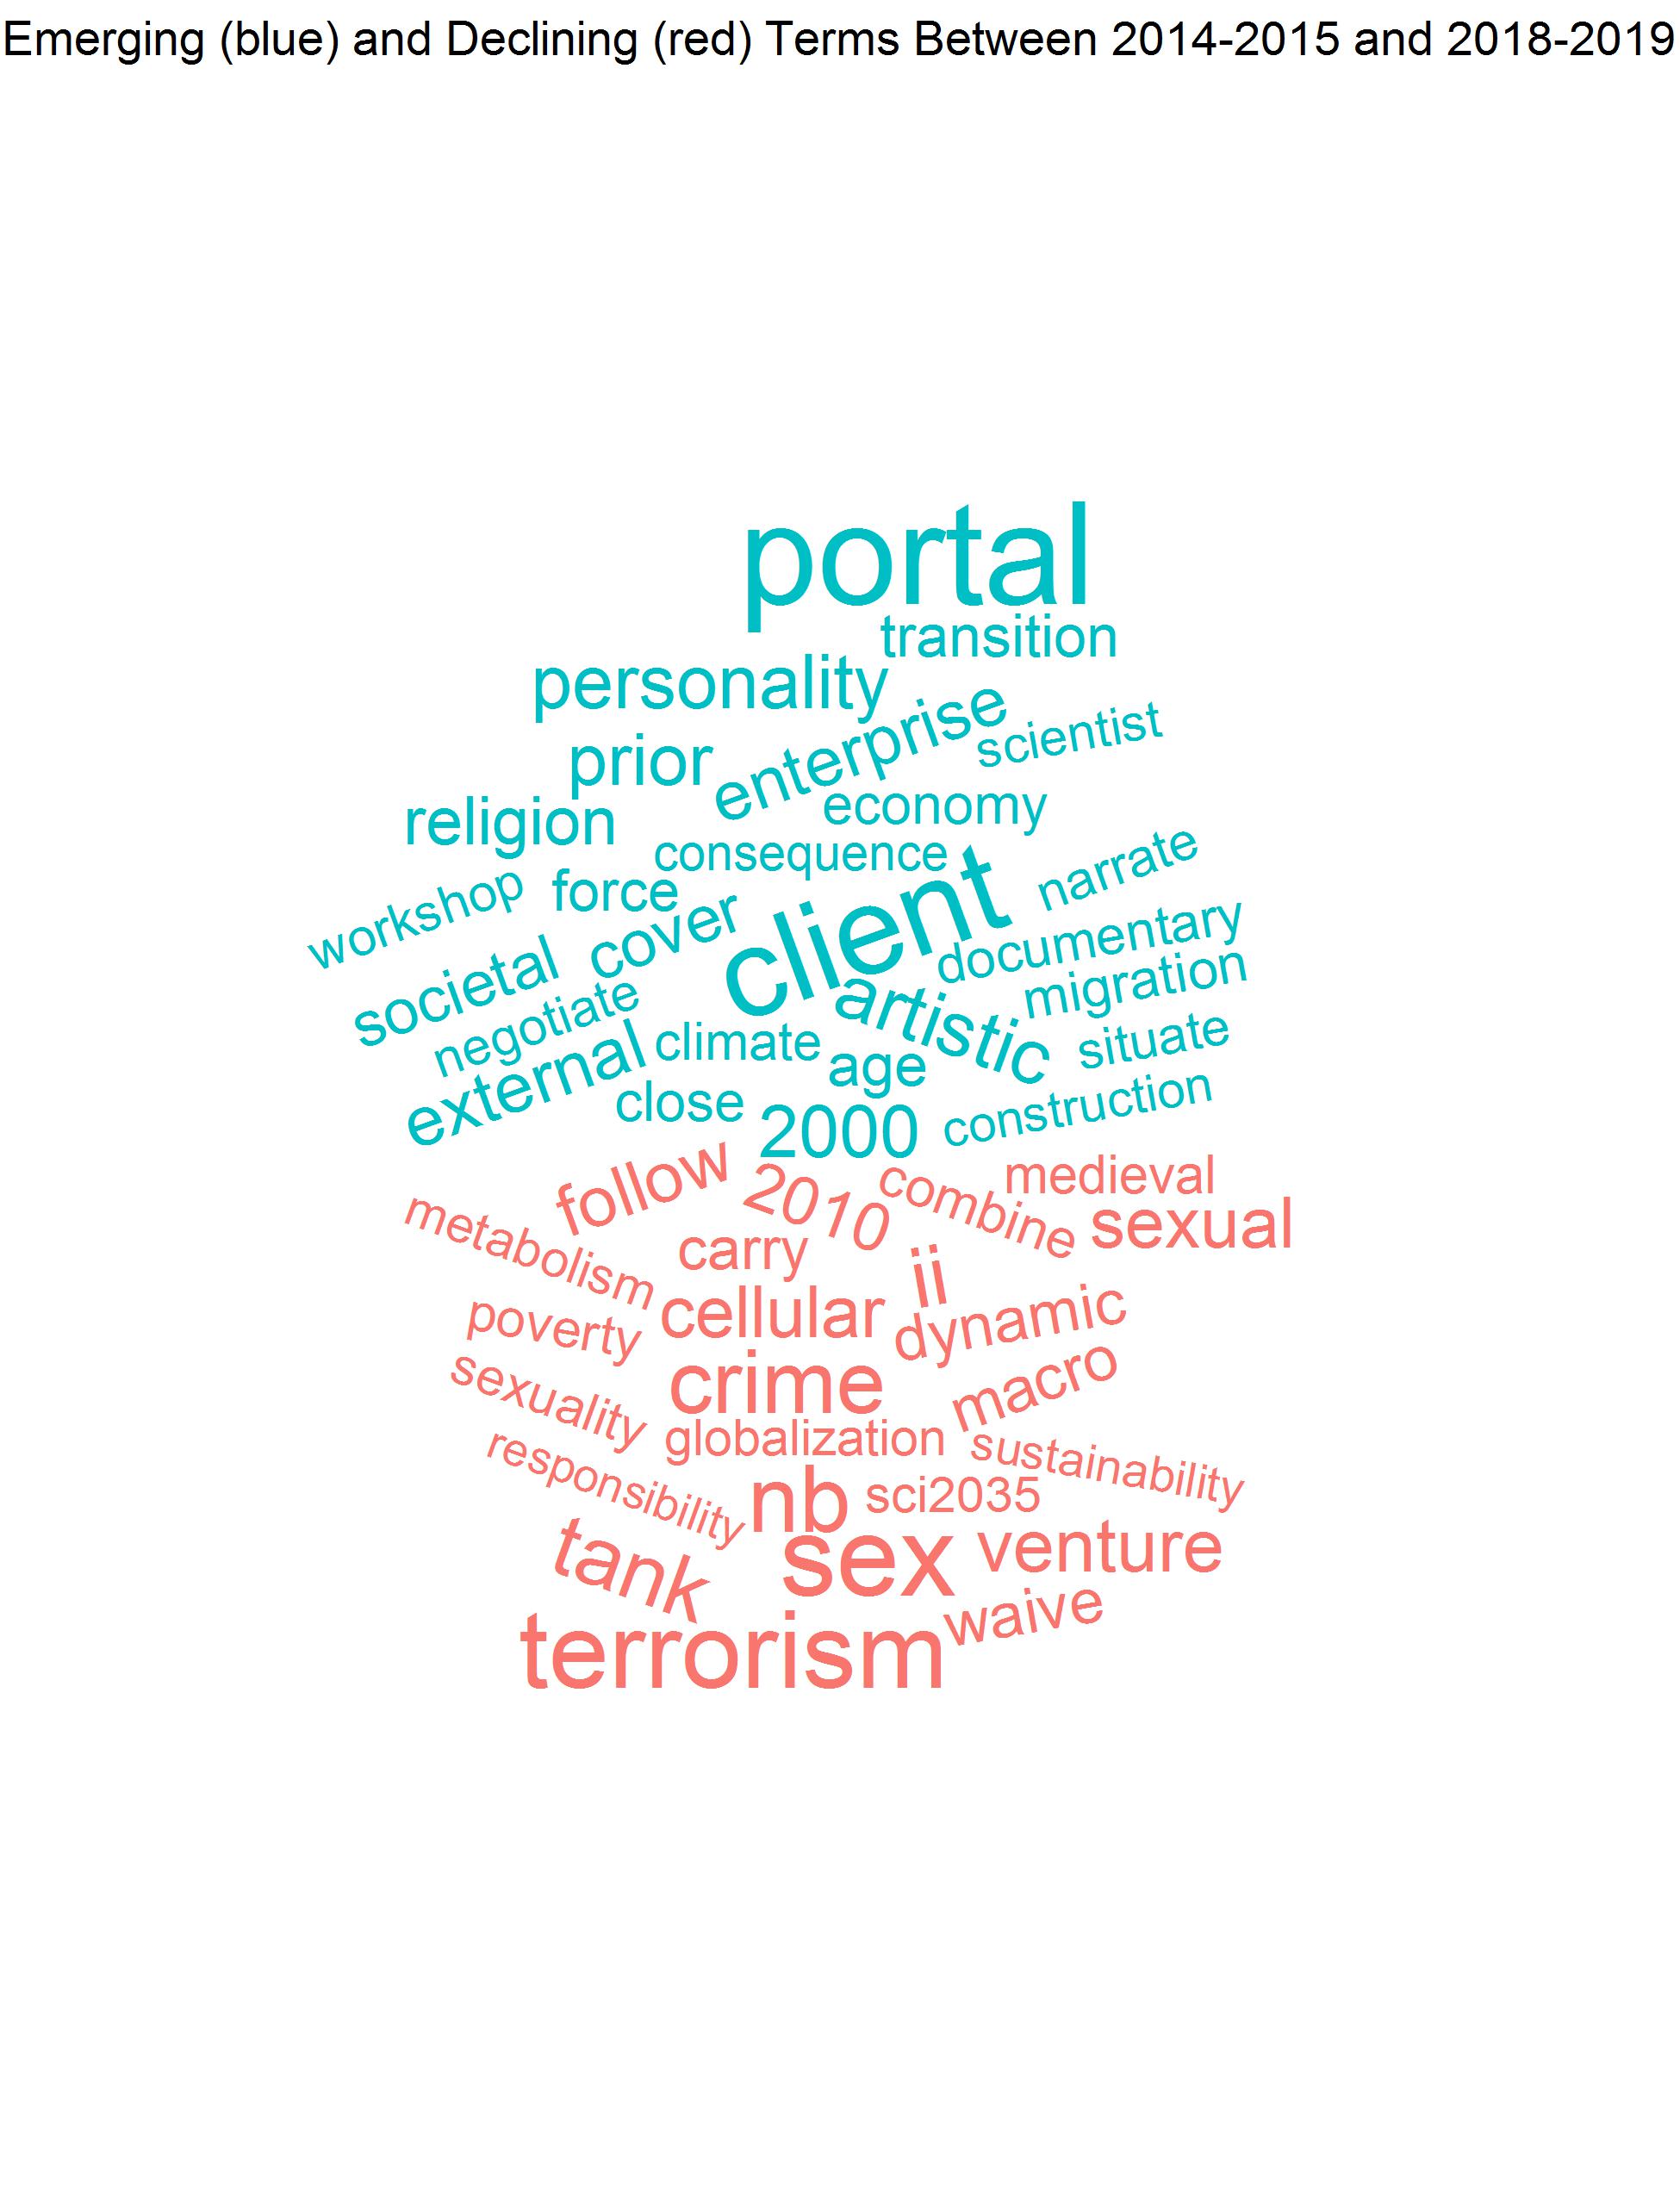 Emerging (blue) and Declining (red) Terms Between 2014-2015 and 2018-2019
portal
transition
personality
enterprise
scientist
prior
economy
religion
consequence
narrate
force
workshop
cover
client
documentary
societal
migration
negotiate
artistic
climate
situate
external
age
close
2000
construction
follow
2010
combine
medieval
sexual
metabolism
carry
ii
cellular
dynamic
poverty
crime
macro
sexuality
globalization
sustainability
responsibility
nb
sci2035
tank
sex
venture
waive
terrorism